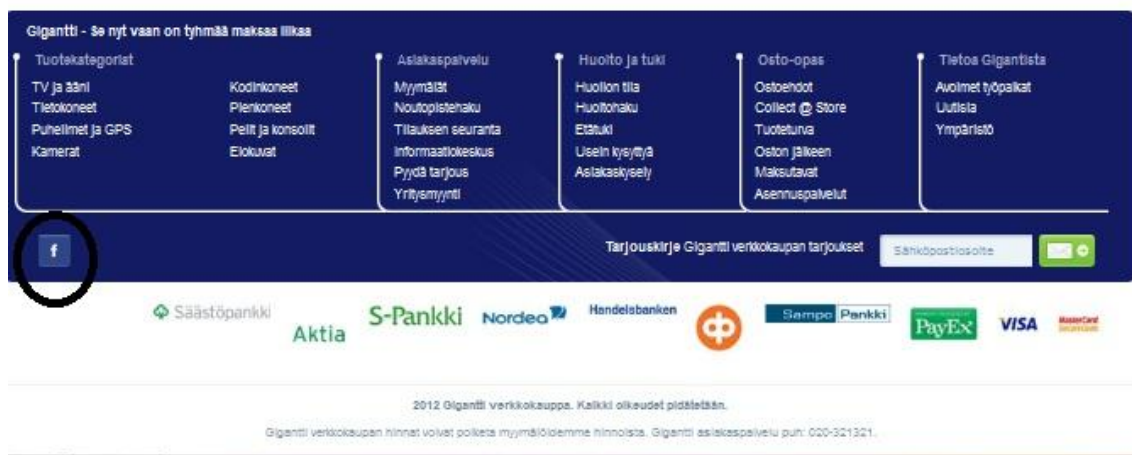 Gigantti - Se nyt vaan on tyhmää maksaa liikaa
Tuotekategoriat
TV ja ääni
Tietokoneet
Puhelimet ja GPS
Kamerat
Kodinkoneet
Pienkoneet
Pelit ja konsolit
Elokuvat
Asiakaspalvelu
Myymälät
Noutopistehaku
Tilauksen seuranta
Informaatiokeskus
Pyydä tarjous
Yritysmyynti
Huolto ja tuki
Huollon tila
Huoltohaku
Etätuki
Usein kysyttyä
Asiakaskysely
Osto-opas
Ostoehdot
Collect @ Store
Tuoteturva
Oston jälkeen
Maksutavat
Asennuspalvelut
Tietoa Gigantista
Avoimet työpaikat
Uutisia
Ympäristö
f
Tarjouskirje Gigantti verkkokaupan tarjoukset
Sähköpostiosoite
Säästöpankki
Aktia
S-Pankki
Nordea
Handelsbanken
Sampo Pankki
PayEx
VISA
MasterCard
2012 Gigantti verkkokauppa. Kaikki oikeudet pidätetään.
Gigantti verkkokaupan hinnat voivat poiketa myymälöidemme hinnoista. Gigantti asiakaspalvelu puh: 020-321321.